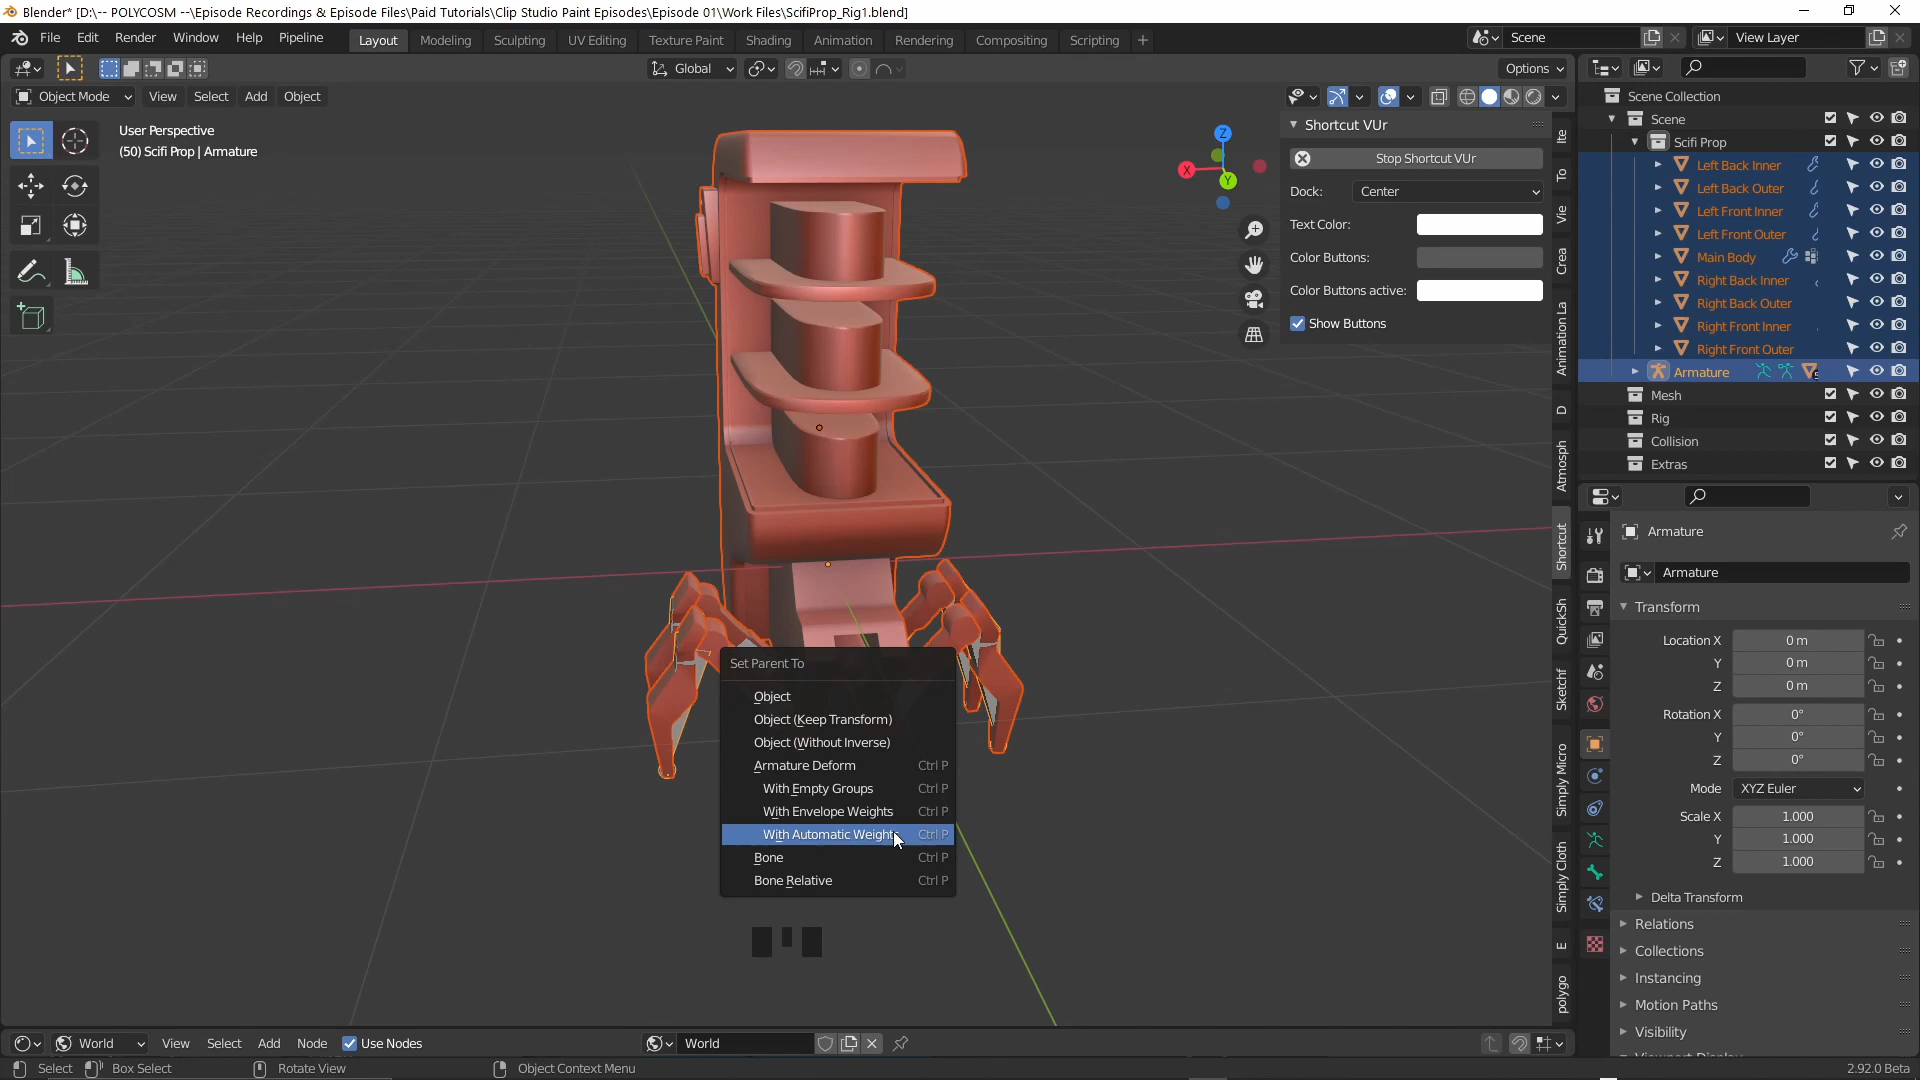 Blender* [D:\-- POLYCOSM --\Episode Recordings & Episode Files\Paid Tutorials\Clip Studio Paint Episodes\Episode 01\Work Files\ScifiProp_Rig1.blend]
File Edit Render Window Help Pipeline Layout Modeling Sculpting UV Editing Texture Paint Shading Animation Rendering Compositing Scripting + Scene View Layer
Global Options
Object Mode View Select Add Object
User Perspective
(50) Scifi Prop | Armature
Z
X
Y
Shortcut VUr
Stop Shortcut VUr
Dock: Center
Text Color:
Color Buttons:
Color Buttons active:
Show Buttons
Ite
To
Vie
Crea
Animation La
D
Atmosph
Shortcut
QuickSh
Sketchf
Simply Micro
Simply Cloth
E
polygo
Scene Collection
Scene
Scifi Prop
Left Back Inner
Left Back Outer
Left Front Inner
Left Front Outer
Main Body
Right Back Inner
Right Back Outer
Right Front Inner
Right Front Outer
Armature
Mesh
Rig
Collision
Extras
Armature
Armature
Transform
Location X 0 m
Y 0 m
Z 0 m
Rotation X 0°
Y 0°
Z 0°
Mode XYZ Euler
Scale X 1.000
Y 1.000
Z 1.000
Delta Transform
Relations
Collections
Instancing
Motion Paths
Visibility
Set Parent To
Object
Object (Keep Transform)
Object (Without Inverse)
Armature Deform Ctrl P
With Empty Groups Ctrl P
With Envelope Weights Ctrl P
With Automatic Weights Ctrl P
Bone Ctrl P
Bone Relative Ctrl P
World View Select Add Node Use Nodes World
Select Box Select Rotate View Object Context Menu 2.92.0 Beta